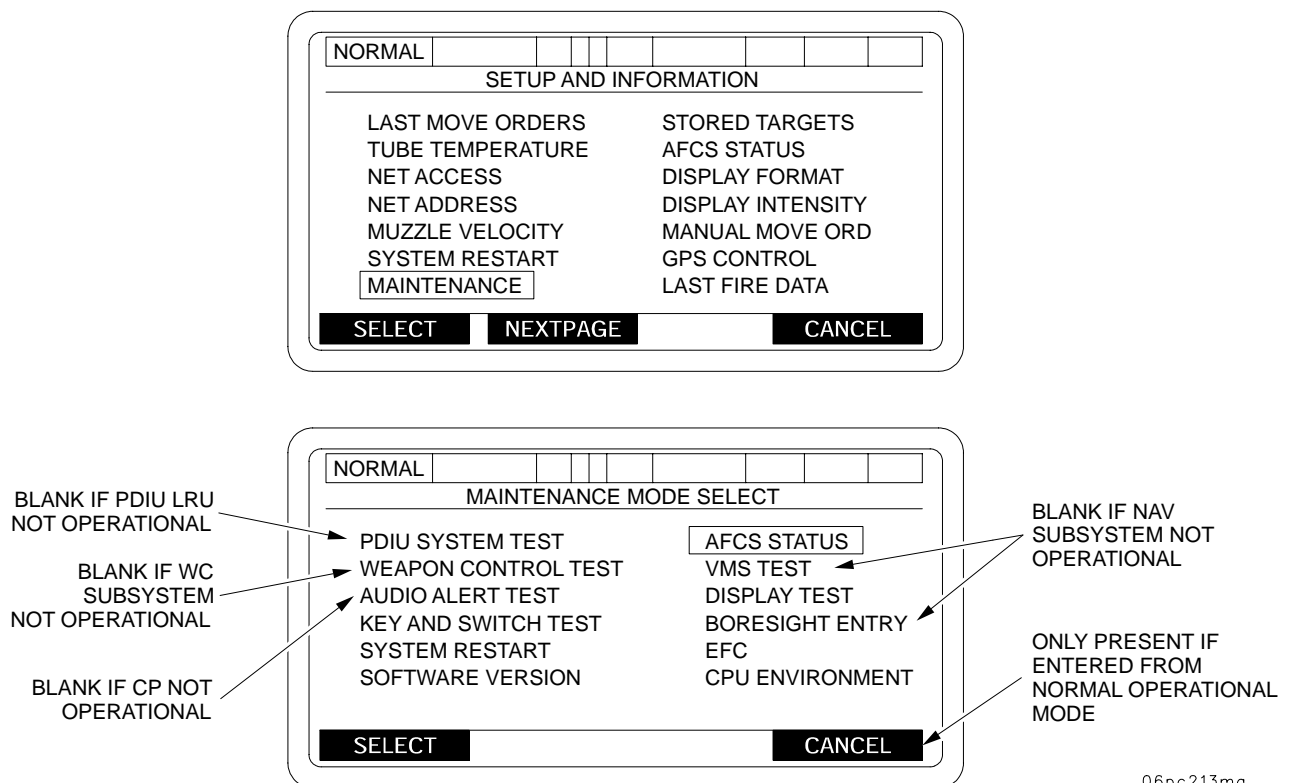 NORMAL
SETUP AND INFORMATION
LAST MOVE ORDERS
TUBE TEMPERATURE
NET ACCESS
NET ADDRESS
MUZZLE VELOCITY
SYSTEM RESTART
MAINTENANCE
STORED TARGETS
AFCS STATUS
DISPLAY FORMAT
DISPLAY INTENSITY
MANUAL MOVE ORD
GPS CONTROL
LAST FIRE DATA
SELECT NEXTPAGE CANCEL
BLANK IF PDIU LRU
NOT OPERATIONAL
BLANK IF WC
SUBSYSTEM
NOT OPERATIONAL
BLANK IF CP NOT
OPERATIONAL
NORMAL
MAINTENANCE MODE SELECT
PDIU SYSTEM TEST
WEAPON CONTROL TEST
AUDIO ALERT TEST
KEY AND SWITCH TEST
SYSTEM RESTART
SOFTWARE VERSION
AFCS STATUS
VMS TEST
DISPLAY TEST
BORESIGHT ENTRY
EFC
CPU ENVIRONMENT
SELECT CANCEL
BLANK IF NAV
SUBSYSTEM NOT
OPERATIONAL
ONLY PRESENT IF
ENTERED FROM
NORMAL OPERATIONAL
MODE
06pc213mg